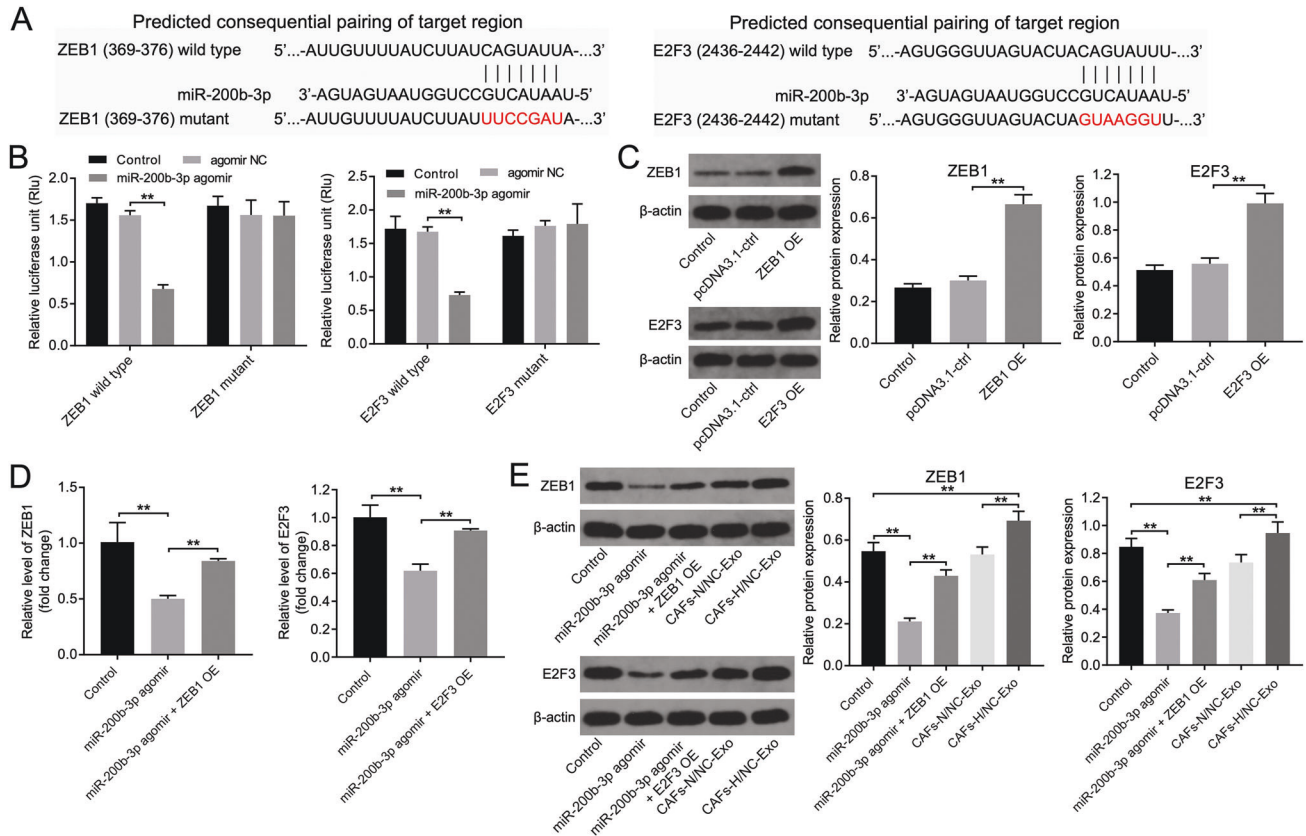 A
Predicted consequential pairing of target region
ZEB1 (369-376) wild type 5’...-AUUGUUUUAUCUUAUCAGUAUUA-...3’
miR-200b-3p 3’-AGUAGUAAUGGUCCGUCAUAAU-5’
ZEB1 (369-376) mutant 5’...-AUUGUUUUAUCUUAUUUCCGAUA-...3’
Predicted consequential pairing of target region
E2F3 (2436-2442) wild type 5’...-AGUGGGUUAGUACUACAGUAUUU-...3’
miR-200b-3p 3’-AGUAGUAAUGGUCCGUCAUAAU-5’
E2F3 (2436-2442) mutant 5’...-AGUGGGUUAGUACUAGUAAGGUU-...3’
B
Control
agomir NC
miR-200b-3p agomir
Relative luciferase unit (Rlu)
2.0
1.5
1.0
0.5
0.0
**
ZEB1 wild type
ZEB1 mutant
Control
agomir NC
miR-200b-3p agomir
Relative luciferase unit (Rlu)
2.5
2.0
1.5
1.0
0.5
0.0
**
E2F3 wild type
E2F3 mutant
C
ZEB1
β-actin
Control
pcDNA3.1-ctrl
ZEB1 OE
E2F3
β-actin
Control
pcDNA3.1-ctrl
E2F3 OE
ZEB1
Relative protein expression
0.8
0.6
0.4
0.2
0.0
**
Control
pcDNA3.1-ctrl
ZEB1 OE
E2F3
Relative protein expression
1.2
1.0
0.8
0.6
0.4
0.2
0.0
**
Control
pcDNA3.1-ctrl
E2F3 OE
D
Relative level of ZEB1
(fold change)
1.5
1.0
0.5
0.0
**
**
Control
miR-200b-3p agomir
miR-200b-3p agomir + ZEB1 OE
Relative level of E2F3
(fold change)
1.2
1.0
0.8
0.6
0.4
0.2
0.0
**
**
Control
miR-200b-3p agomir
miR-200b-3p agomir + E2F3 OE
E
ZEB1
β-actin
Control
miR-200b-3p agomir
miR-200b-3p agomir
+ ZEB1 OE
CAFs-N/NC-Exo
CAFs-H/NC-Exo
E2F3
β-actin
Control
miR-200b-3p agomir
miR-200b-3p agomir
+ E2F3 OE
CAFs-N/NC-Exo
CAFs-H/NC-Exo
ZEB1
Relative protein expression
0.8
0.6
0.4
0.2
0.0
**
**
**
**
Control
miR-200b-3p agomir
miR-200b-3p agomir + ZEB1 OE
CAFs-N/NC-Exo
CAFs-H/NC-Exo
E2F3
Relative protein expression
1.2
1.0
0.8
0.6
0.4
0.2
0.0
**
**
**
**
Control
miR-200b-3p agomir
miR-200b-3p agomir + ZEB1 OE
CAFs-N/NC-Exo
CAFs-H/NC-Exo